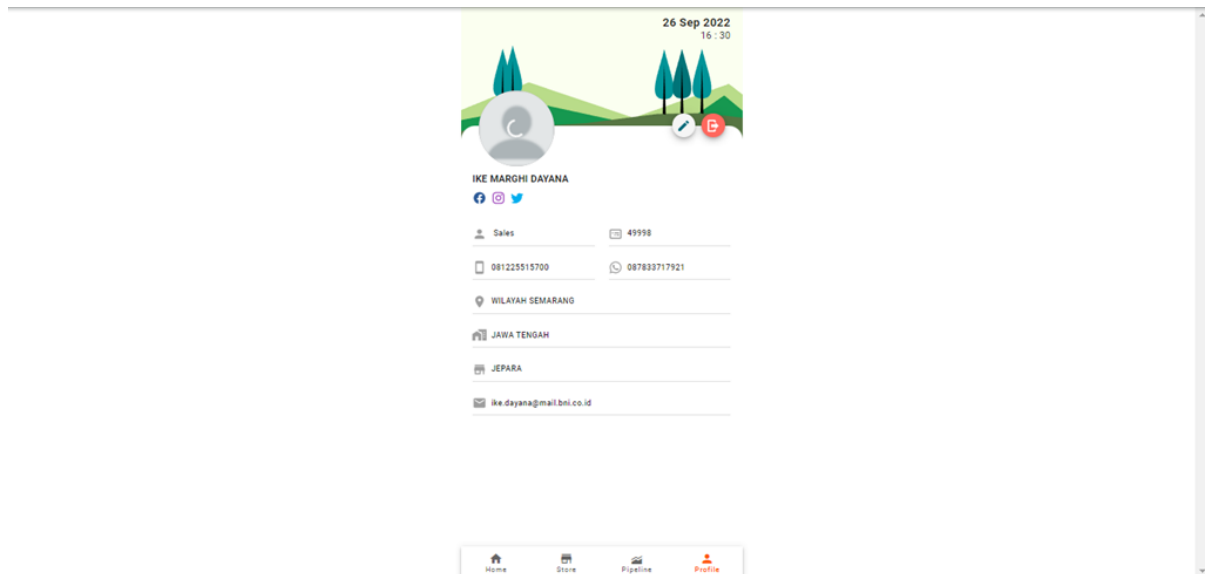 26 Sep 2022
16 : 30
IKE MARGHI DAYANA
Sales
49998
081225515700
087833717921
WILAYAH SEMARANG
JAWA TENGAH
JEPARA
ike.dayana@mail.bni.co.id
Home
Store
Pipeline
Profile